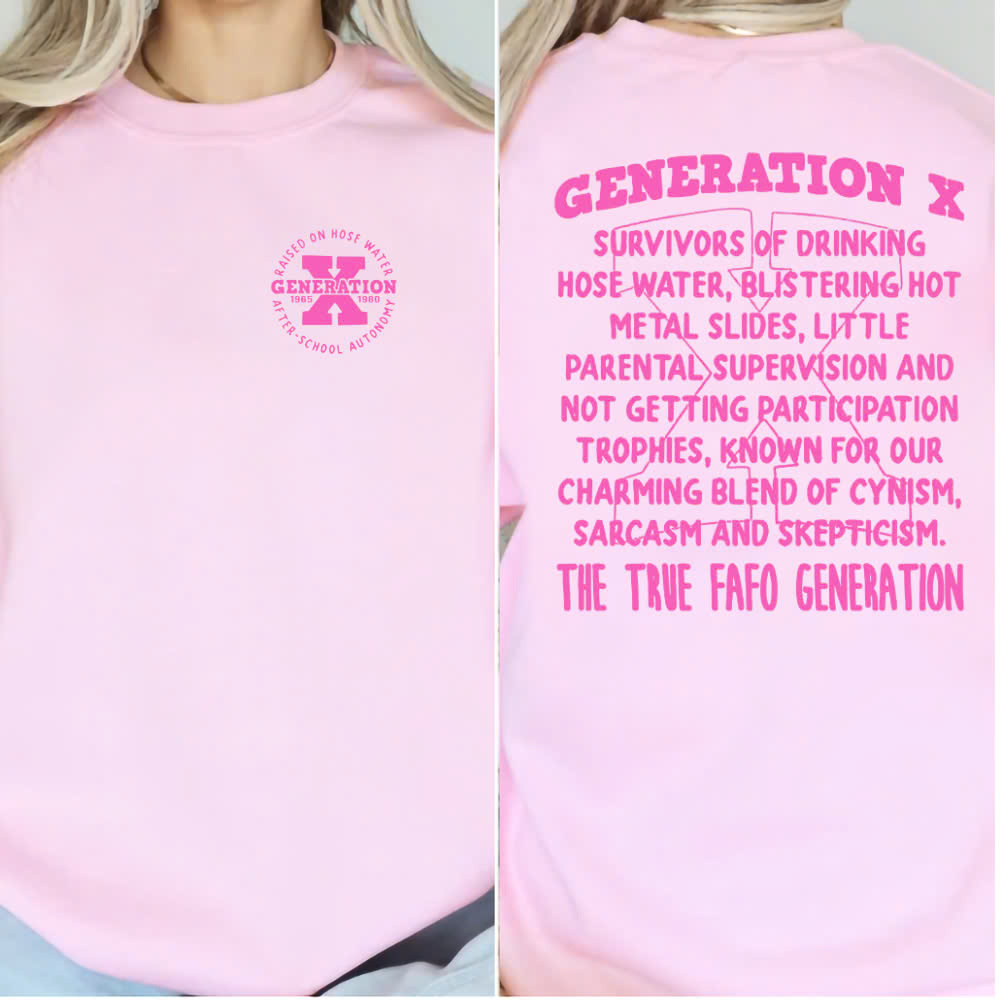 RAISED ON HOSE WATER
GENERATION
X
1965 1980
AFTER-SCHOOL AUTONOMY
GENERATION X
SURVIVORS OF DRINKING
HOSE WATER, BLISTERING HOT
METAL SLIDES, LITTLE
PARENTAL SUPERVISION AND
NOT GETTING PARTICIPATION
TROPHIES, KNOWN FOR OUR
CHARMING BLEND OF CYNISM,
SARCASM AND SKEPTICISM.
THE TRUE FAFO GENERATION